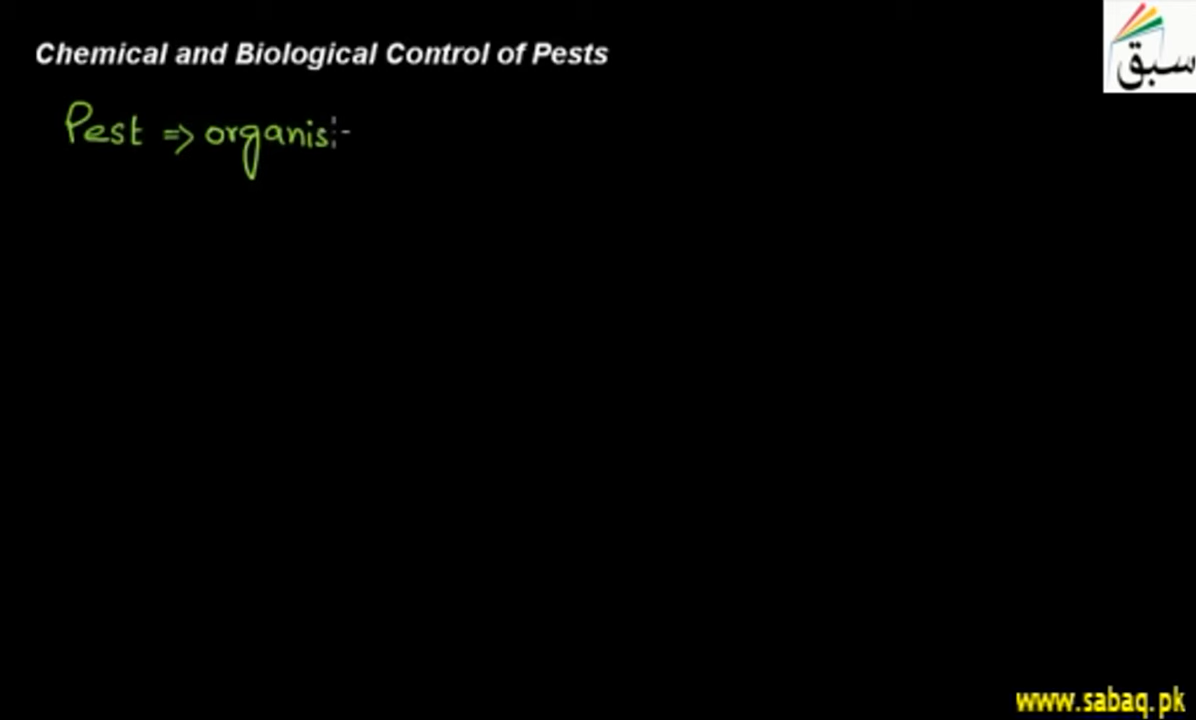 Chemical and Biological Control of Pests
سبق
Pest => organis
www.sabaq.pk